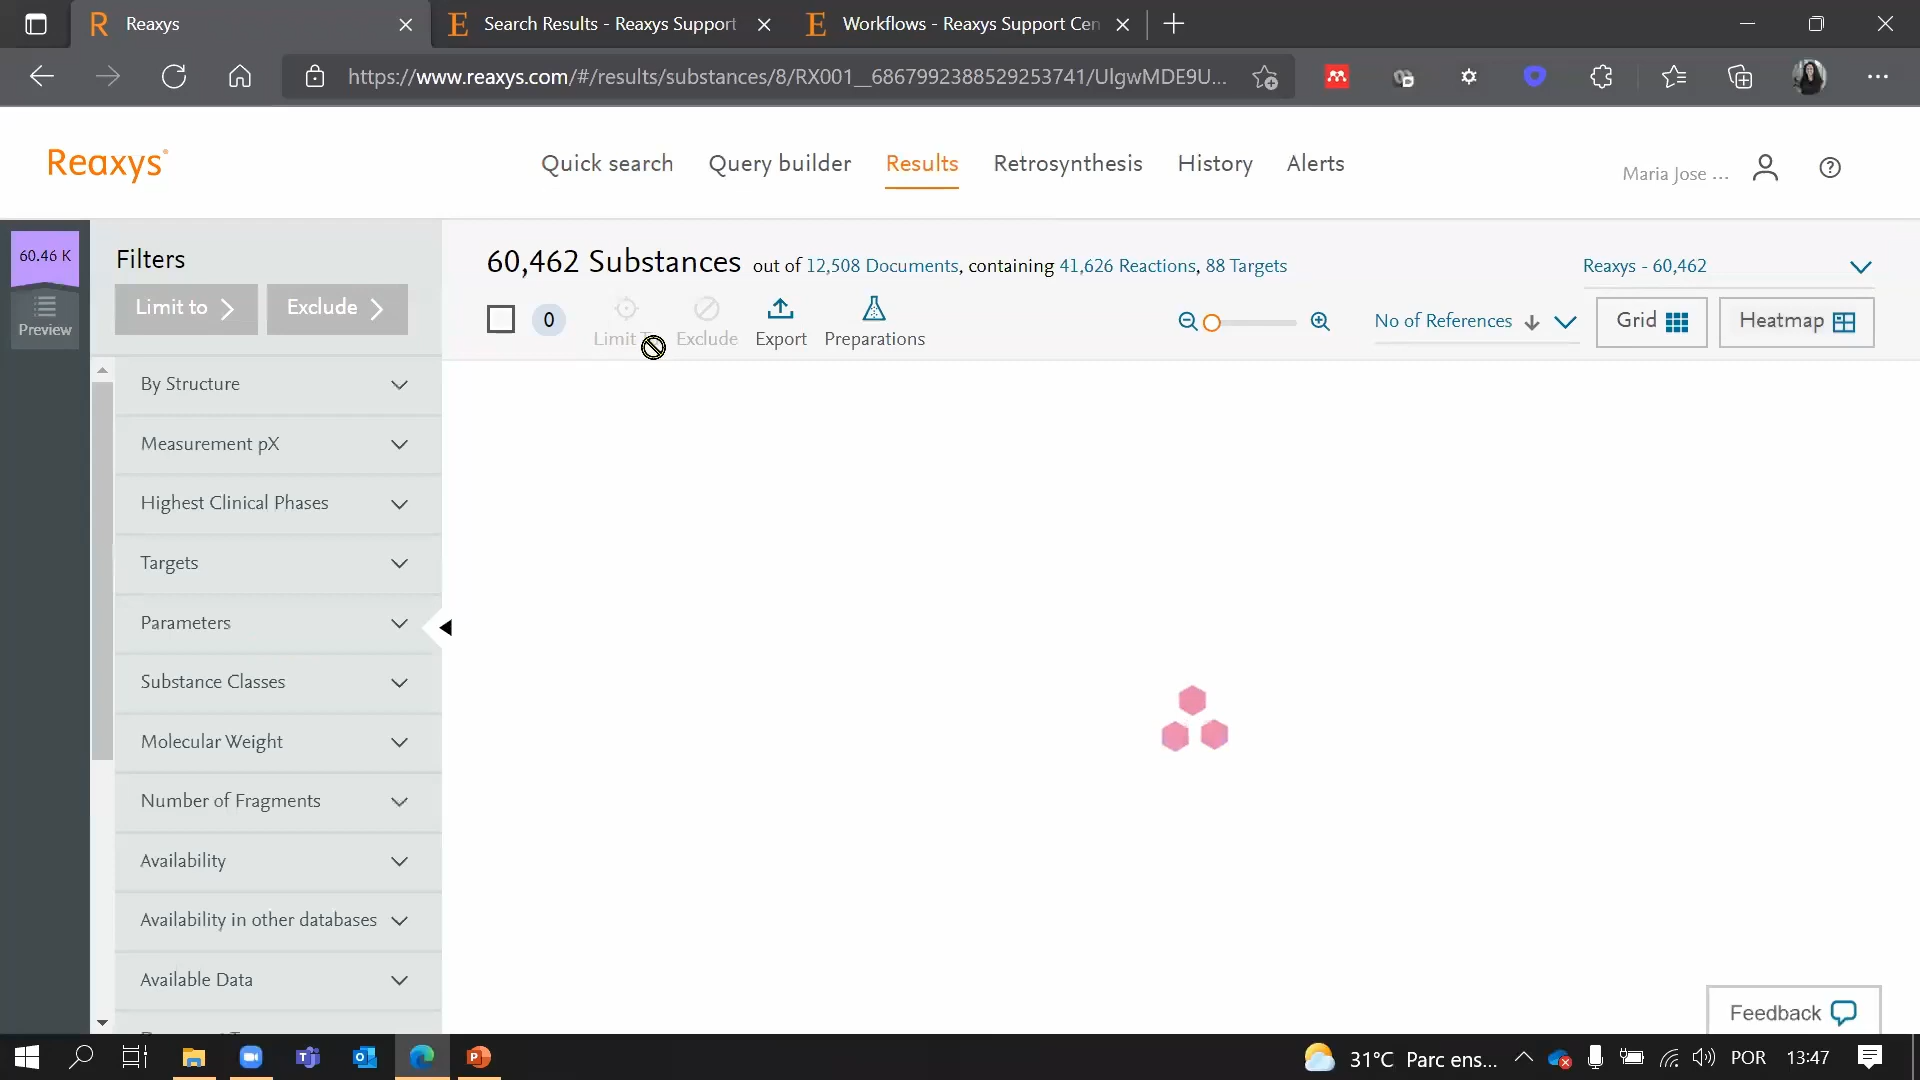 Reaxys
Search Results - Reaxys Support
Workflows - Reaxys Support Cen
https://www.reaxys.com/#/results/substances/8/RX001__6867992388529253741/UlgwMDE9U...
Reaxys
Quick search
Query builder
Results
Retrosynthesis
History
Alerts
Maria Jose ...
60.46 K
Preview
Filters
Limit to
Exclude
60,462 Substances out of 12,508 Documents, containing 41,626 Reactions, 88 Targets
Reaxys - 60,462
0
Limit
Exclude
Export
Preparations
No of References
Grid
Heatmap
By Structure
Measurement pX
Highest Clinical Phases
Targets
Parameters
Substance Classes
Molecular Weight
Number of Fragments
Availability
Availability in other databases
Available Data
Feedback
31°C Parc ens...
POR
13:47